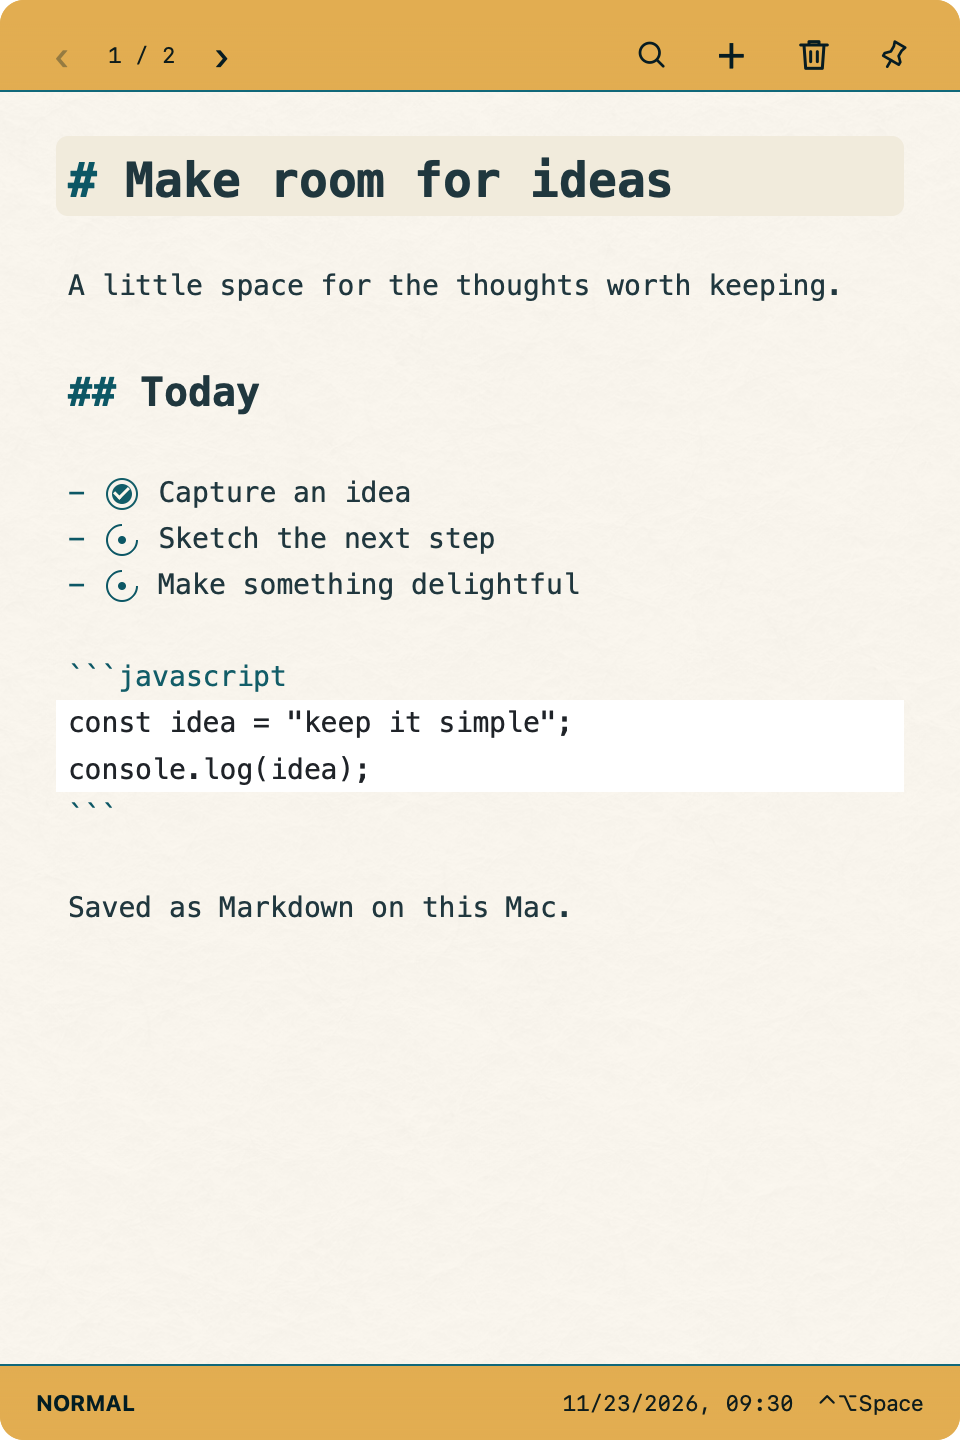 1 / 2
# Make room for ideas
A little space for the thoughts worth keeping.
## Today
- Capture an idea
- Sketch the next step
- Make something delightful
```javascript
const idea = "keep it simple";
console.log(idea);
```
Saved as Markdown on this Mac.
NORMAL 11/23/2026, 09:30 ^⌥Space